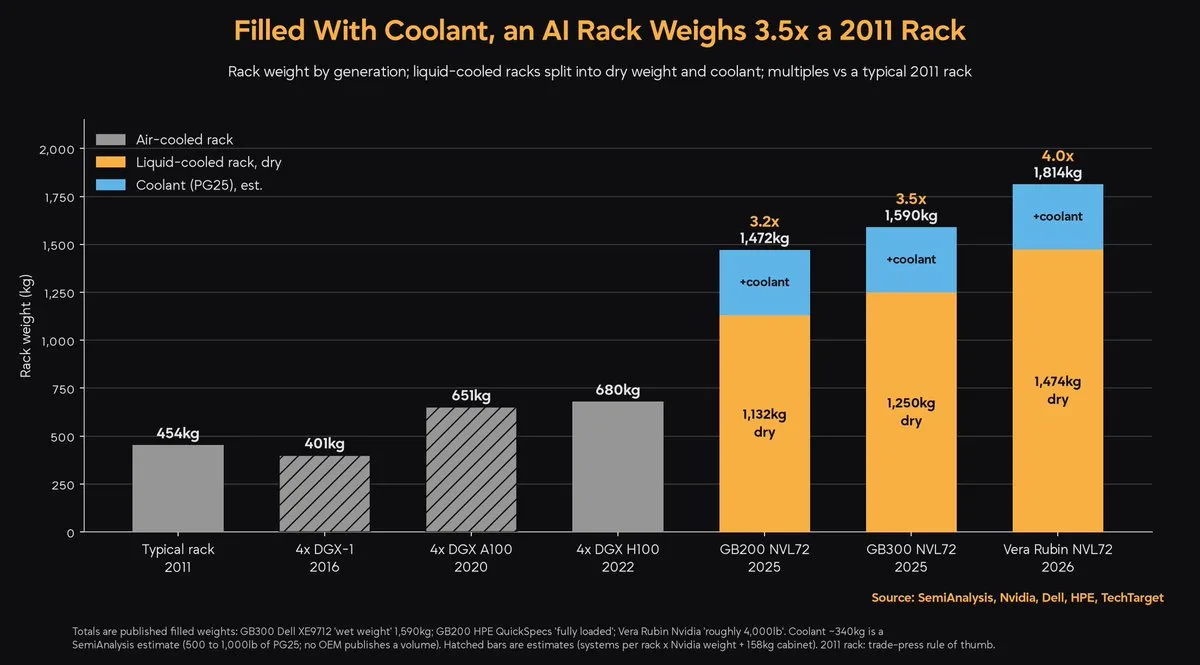 Filled With Coolant, an AI Rack Weighs 3.5x a 2011 Rack
Rack weight by generation; liquid-cooled racks split into dry weight and coolant; multiples vs a typical 2011 rack
Air-cooled rack
Liquid-cooled rack, dry
Coolant (PG25), est.
Rack weight (kg)
2,000
1,750
1,500
1,250
1,000
750
500
250
0
454kg
401kg
651kg
680kg
3.2x
1,472kg
+coolant
1,132kg
dry
3.5x
1,590kg
+coolant
1,250kg
dry
4.0x
1,814kg
+coolant
1,474kg
dry
Typical rack
2011
4x DGX-1
2016
4x DGX A100
2020
4x DGX H100
2022
GB200 NVL72
2025
GB300 NVL72
2025
Vera Rubin NVL72
2026
Source: SemiAnalysis, Nvidia, Dell, HPE, TechTarget
Totals are published filled weights: GB300 Dell XE9712 'wet weight' 1,590kg; GB200 HPE QuickSpecs 'fully loaded'; Vera Rubin Nvidia 'roughly 4,000lb'. Coolant ~340kg is a
SemiAnalysis estimate (500 to 1,000lb of PG25; no OEM publishes a volume). Hatched bars are estimates (systems per rack x Nvidia weight + 158kg cabinet). 2011 rack: trade-press rule of thumb.